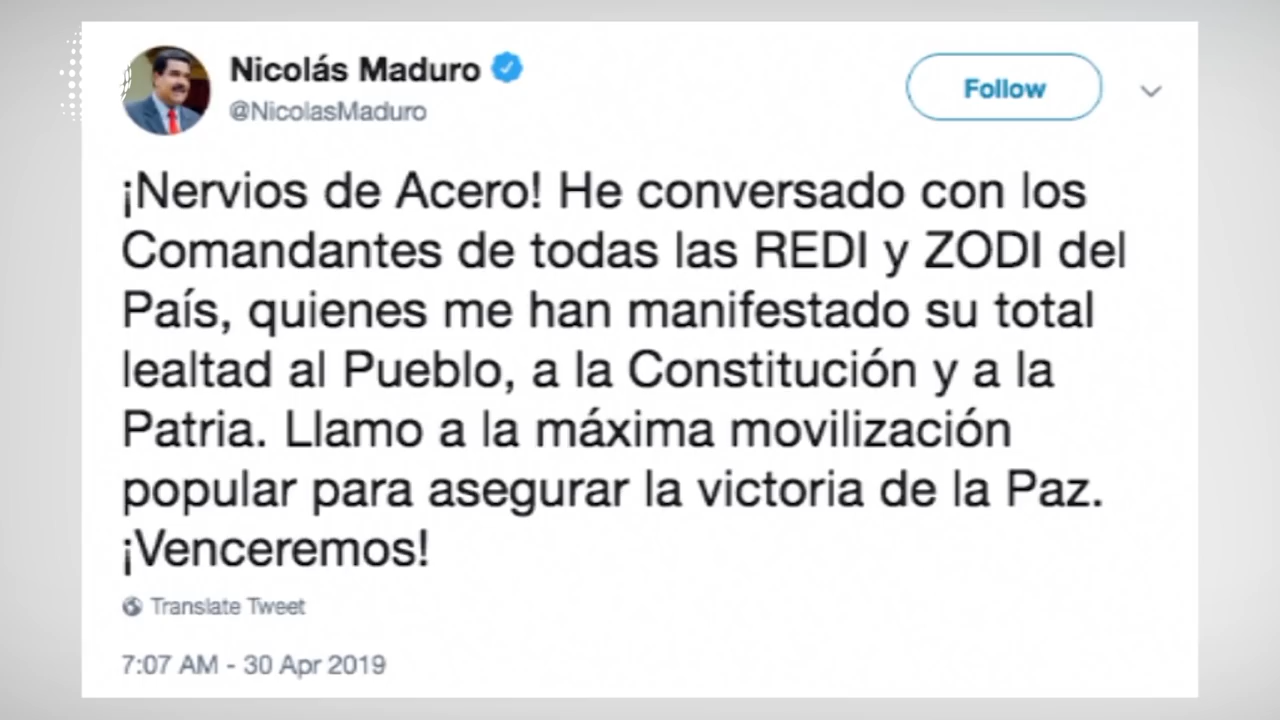 Nicolás Maduro
@NicolasMaduro
Follow
¡Nervios de Acero! He conversado con los
Comandantes de todas las REDI y ZODI del
País, quienes me han manifestado su total
lealtad al Pueblo, a la Constitución y a la
Patria. Llamo a la máxima movilización
popular para asegurar la victoria de la Paz.
¡Venceremos!
Translate Tweet
7:07 AM - 30 Apr 2019